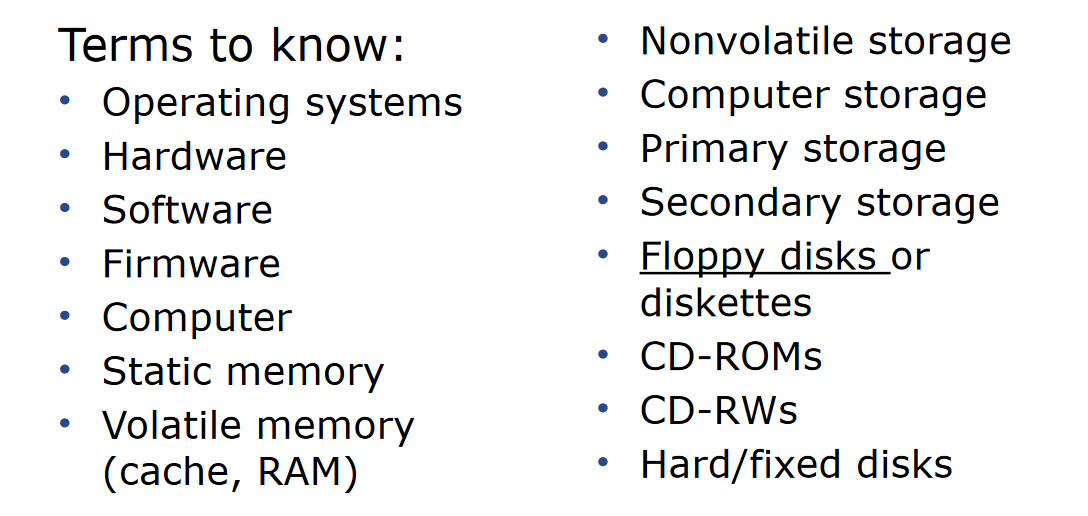 Terms to know:
• Operating systems
• Hardware
• Software
• Firmware
• Computer
• Static memory
• Volatile memory
(cache, RAM)
• Nonvolatile storage
• Computer storage
• Primary storage
• Secondary storage
• Floppy disks or
diskettes
• CD-ROMs
• CD-RWs
• Hard/fixed disks